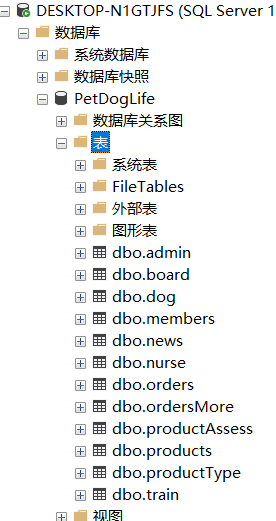 DESKTOP-N1GTJFS (SQL Server 1
数据库
系统数据库
数据库快照
PetDogLife
数据库关系图
表
系统表
FileTables
外部表
图形表
dbo.admin
dbo.board
dbo.dog
dbo.members
dbo.news
dbo.nurse
dbo.orders
dbo.ordersMore
dbo.productAssess
dbo.products
dbo.productType
dbo.train
视图